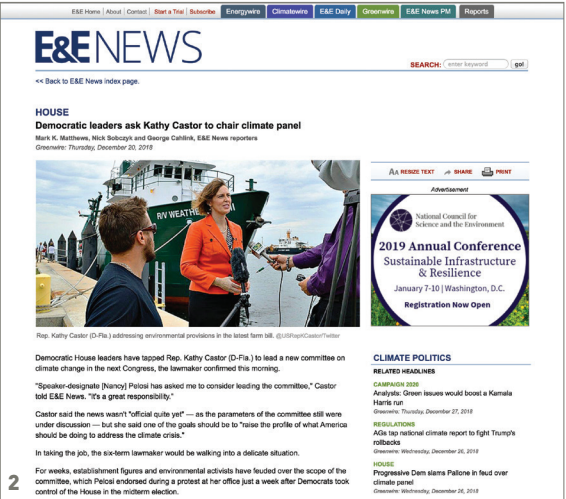 E&E Home | About | Contact | Start a Trial | Subscribe
Energywire Climatewire E&E Daily Greenwire E&E News PM Reports
E&E NEWS
SEARCH: enter keyword go!
<< Back to E&E News index page.
HOUSE
Democratic leaders ask Kathy Castor to chair climate panel
Mark K. Matthews, Nick Sobczyk and George Cahlink, E&E News reporters
Greenwire: Thursday, December 20, 2018
R/V WEATHE
Rep. Kathy Castor (D-Fla.) addressing environmental provisions in the latest farm bill. @USRepKCastor/Twitter
Democratic House leaders have tapped Rep. Kathy Castor (D-Fla.) to lead a new committee on
climate change in the next Congress, the lawmaker confirmed this morning.
"Speaker-designate [Nancy] Pelosi has asked me to consider leading the committee," Castor
told E&E News. "It's a great responsibility."
Castor said the news wasn't "official quite yet" — as the parameters of the committee still were
under discussion — but she said one of the goals should be to "raise the profile of what America
should be doing to address the climate crisis."
In taking the job, the six-term lawmaker would be walking into a delicate situation.
For weeks, establishment figures and environmental activists have feuded over the scope of the
committee, which Pelosi endorsed during a protest at her office just a week after Democrats took
control of the House in the midterm election.
AA RESIZE TEXT SHARE PRINT
Advertisement
National Council for
Science and the Environment
2019 Annual Conference
Sustainable Infrastructure
& Resilience
January 7-10 | Washington, D.C.
Registration Now Open
CLIMATE POLITICS
RELATED HEADLINES
CAMPAIGN 2020
Analysts: Green issues would boost a Kamala
Harris run
Greenwire: Thursday, December 27, 2018
REGULATIONS
AGs tap national climate report to fight Trump's
rollbacks
Greenwire: Wednesday, December 26, 2018
HOUSE
Progressive Dem slams Pallone in feud over
climate panel
Greenwire: Wednesday, December 26, 2018
2